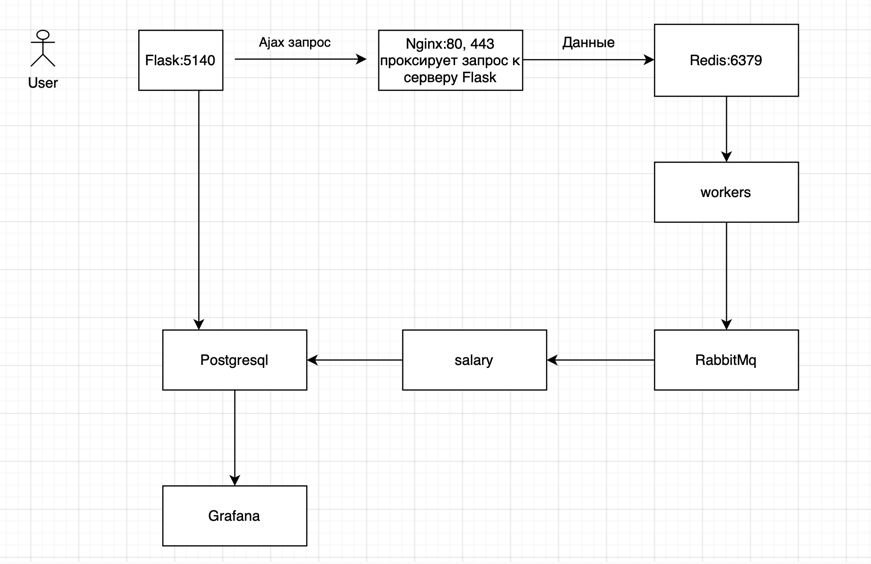 User
Flask:5140
Ajax запрос
Nginx:80, 443
проксирует запрос к
серверу Flask
Данные
Redis:6379
workers
RabbitMq
salary
Postgresql
Grafana